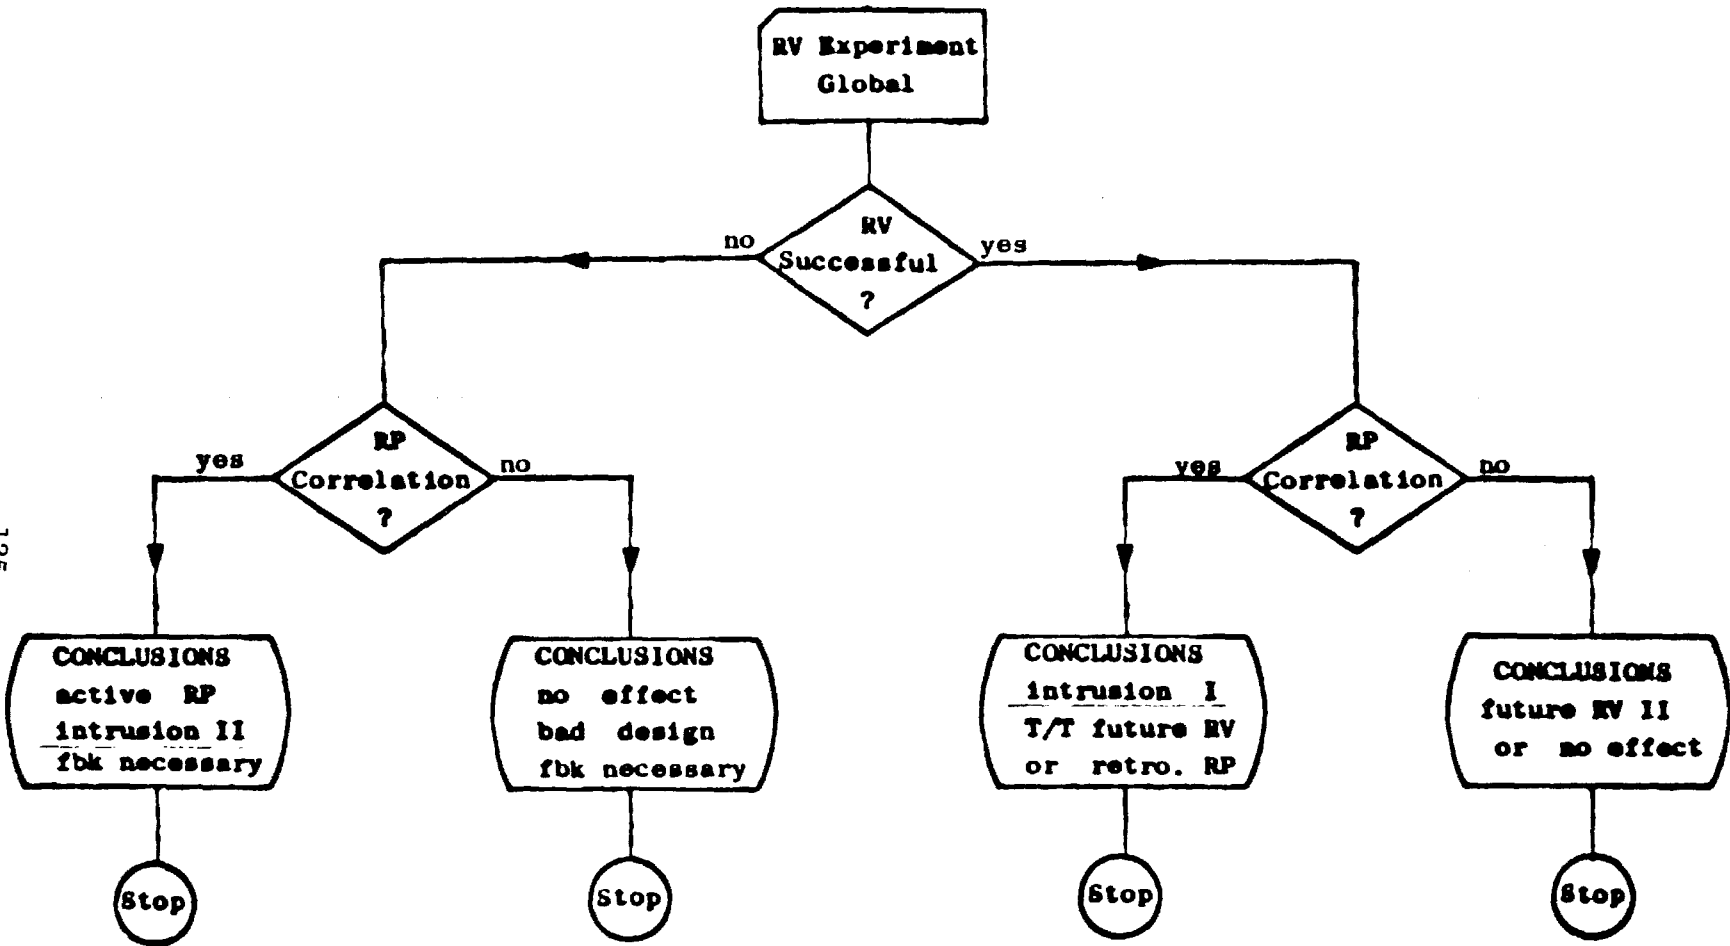 RV Experiment
Global
RV
Successful
?
no
yes
RP
Correlation
?
yes
no
RP
Correlation
?
yes
no
CONCLUSIONS
active RP
intrusion II
fbk necessary
CONCLUSIONS
no effect
bad design
fbk necessary
CONCLUSIONS
intrusion I
T/T future RV
or retro. RP
CONCLUSIONS
future RV II
or no effect
Stop
Stop
Stop
Stop